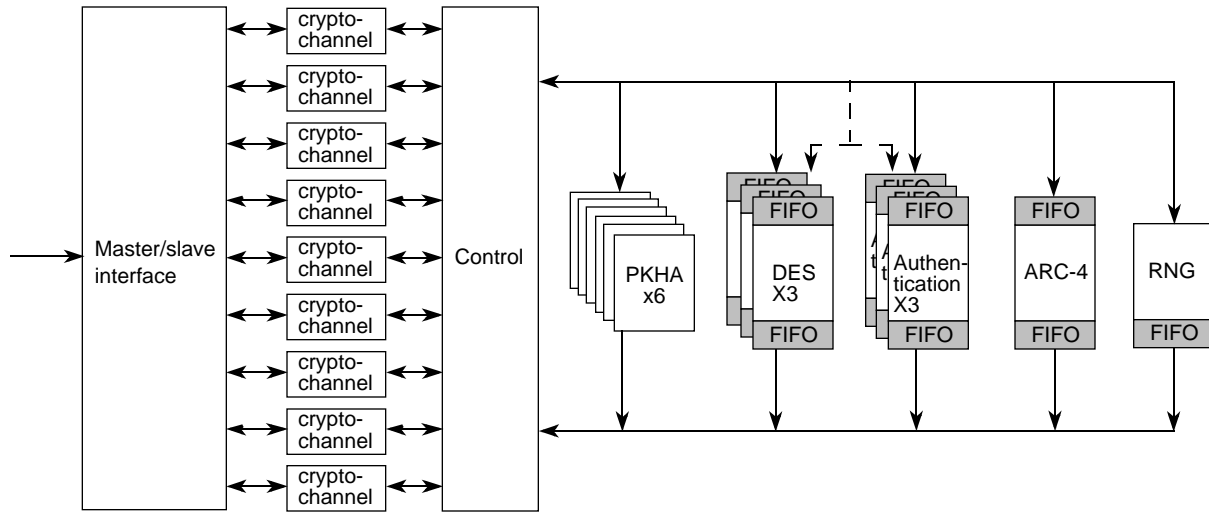 crypto-
channel
crypto-
channel
crypto-
channel
crypto-
channel
crypto-
channel
crypto-
channel
crypto-
channel
crypto-
channel
crypto-
channel
Master/slave
interface
Control
PKHA
x6
FIFO
FIFO
FIFO
DES
X3
FIFO
FIFO
FIFO
FIFO
A
t
A
t
Authen-
tication
X3
FIFO
FIFO
ARC-4
FIFO
RNG
FIFO